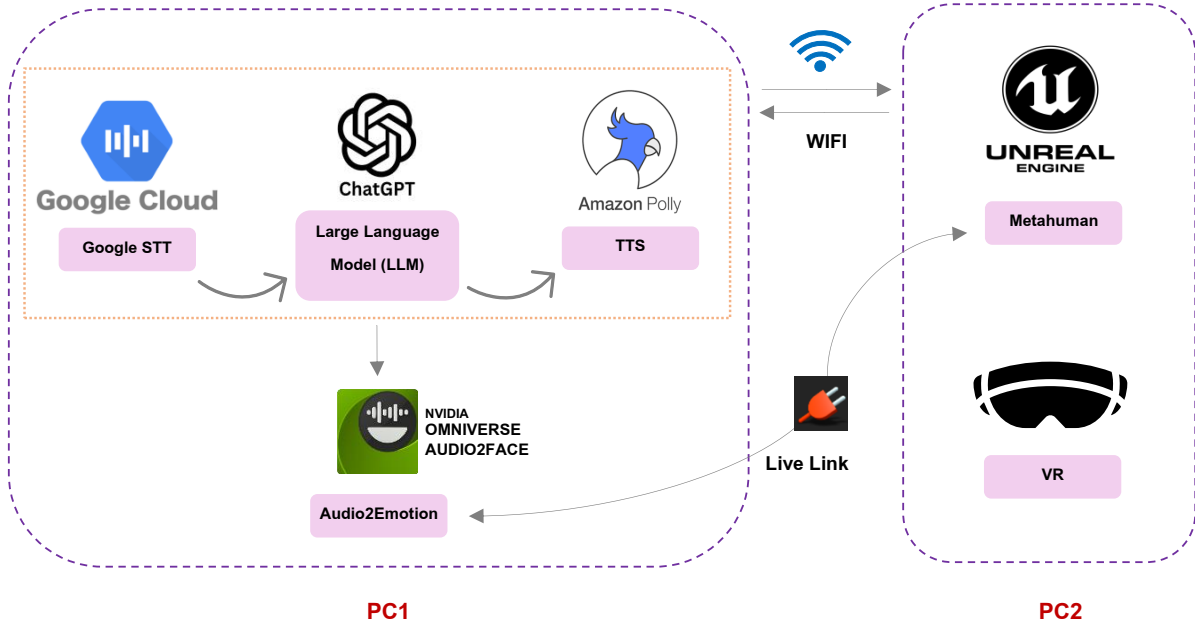 Google Cloud
Google STT
ChatGPT
Large Language
Model (LLM)
Amazon Polly
TTS
NVIDIA
OMNIVERSE
AUDIO2FACE
Audio2Emotion
WIFI
Live Link
UNREAL
ENGINE
Metahuman
VR
PC1
PC2